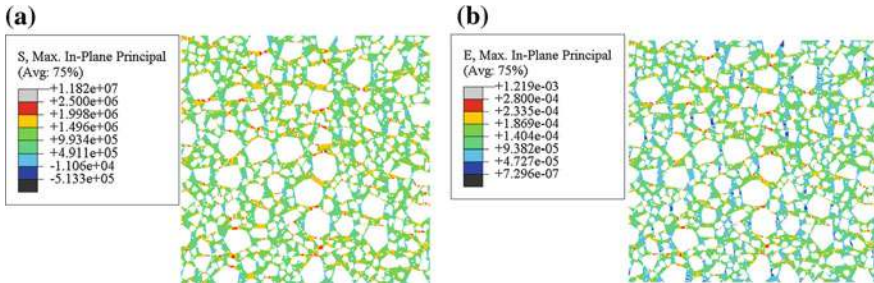 (a)
S, Max. In-Plane Principal
(Avg: 75%)
+1.182e+07
+2.500e+06
+1.998e+06
+1.496e+06
+9.934e+05
+4.911e+05
-1.106e+04
-5.133e+05
(b)
E, Max. In-Plane Principal
(Avg: 75%)
+1.219e-03
+2.800e-04
+2.335e-04
+1.869e-04
+1.404e-04
+9.382e-05
+4.727e-05
+7.296e-07